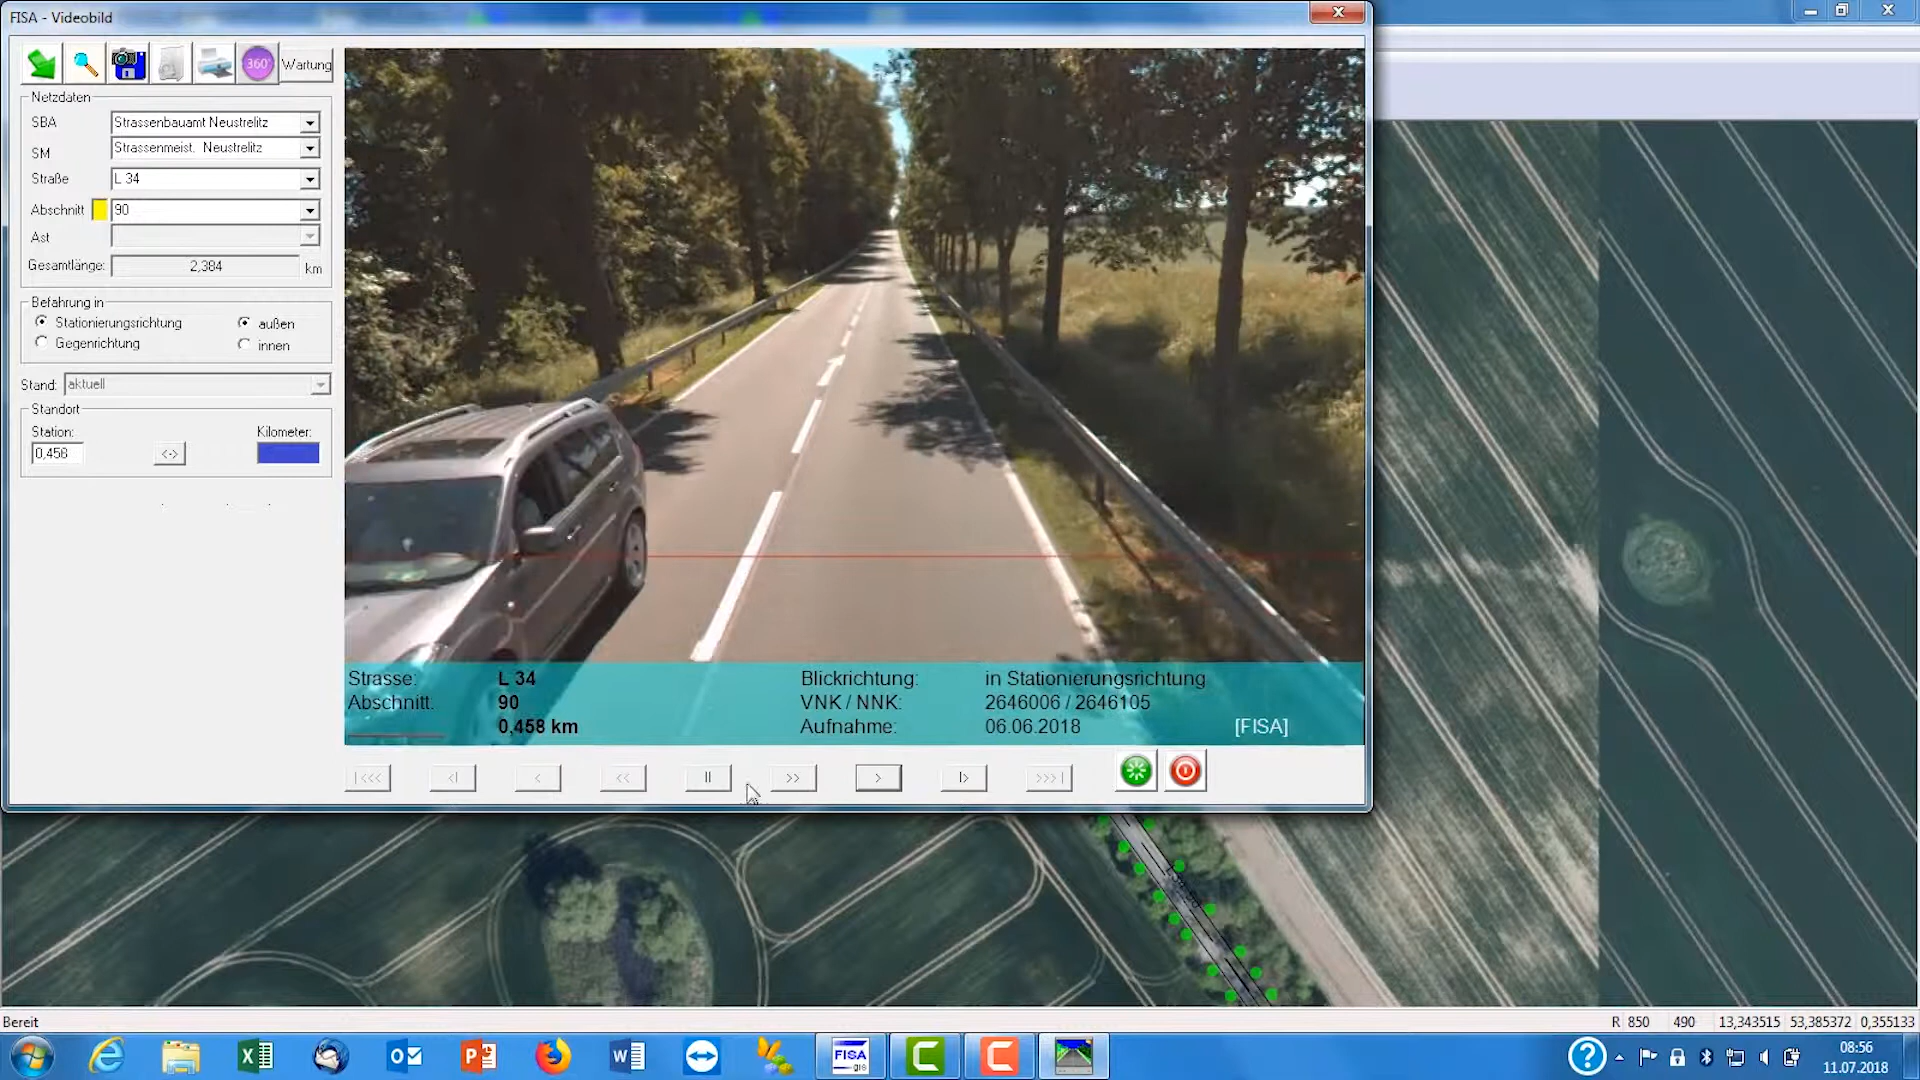 FISA - Videobild
360°
Wartung
Netzdaten
SBA Strassenbauamt Neustrelitz
SM Strassenmeist. Neustrelitz
Straße L 34
Abschnitt 90
Ast
Gesamtlänge: 2,384 km
Befahrung in
Stationierungsrichtung außen
Gegenrichtung innen
Stand: aktuell
Standort
Station: Kilometer:
0,456 <->
Strasse: L 34 Blickrichtung: in Stationierungsrichtung
Abschnitt: 90 VNK / NNK: 2646006 / 2646105
0,458 km Aufnahme: 06.06.2018 [FISA]
|<<< <| < << || >> > |> >>>|
Bereit R 850 490 13,343515 53,385372 0,355133
FISA
gis
08:56
11.07.2018